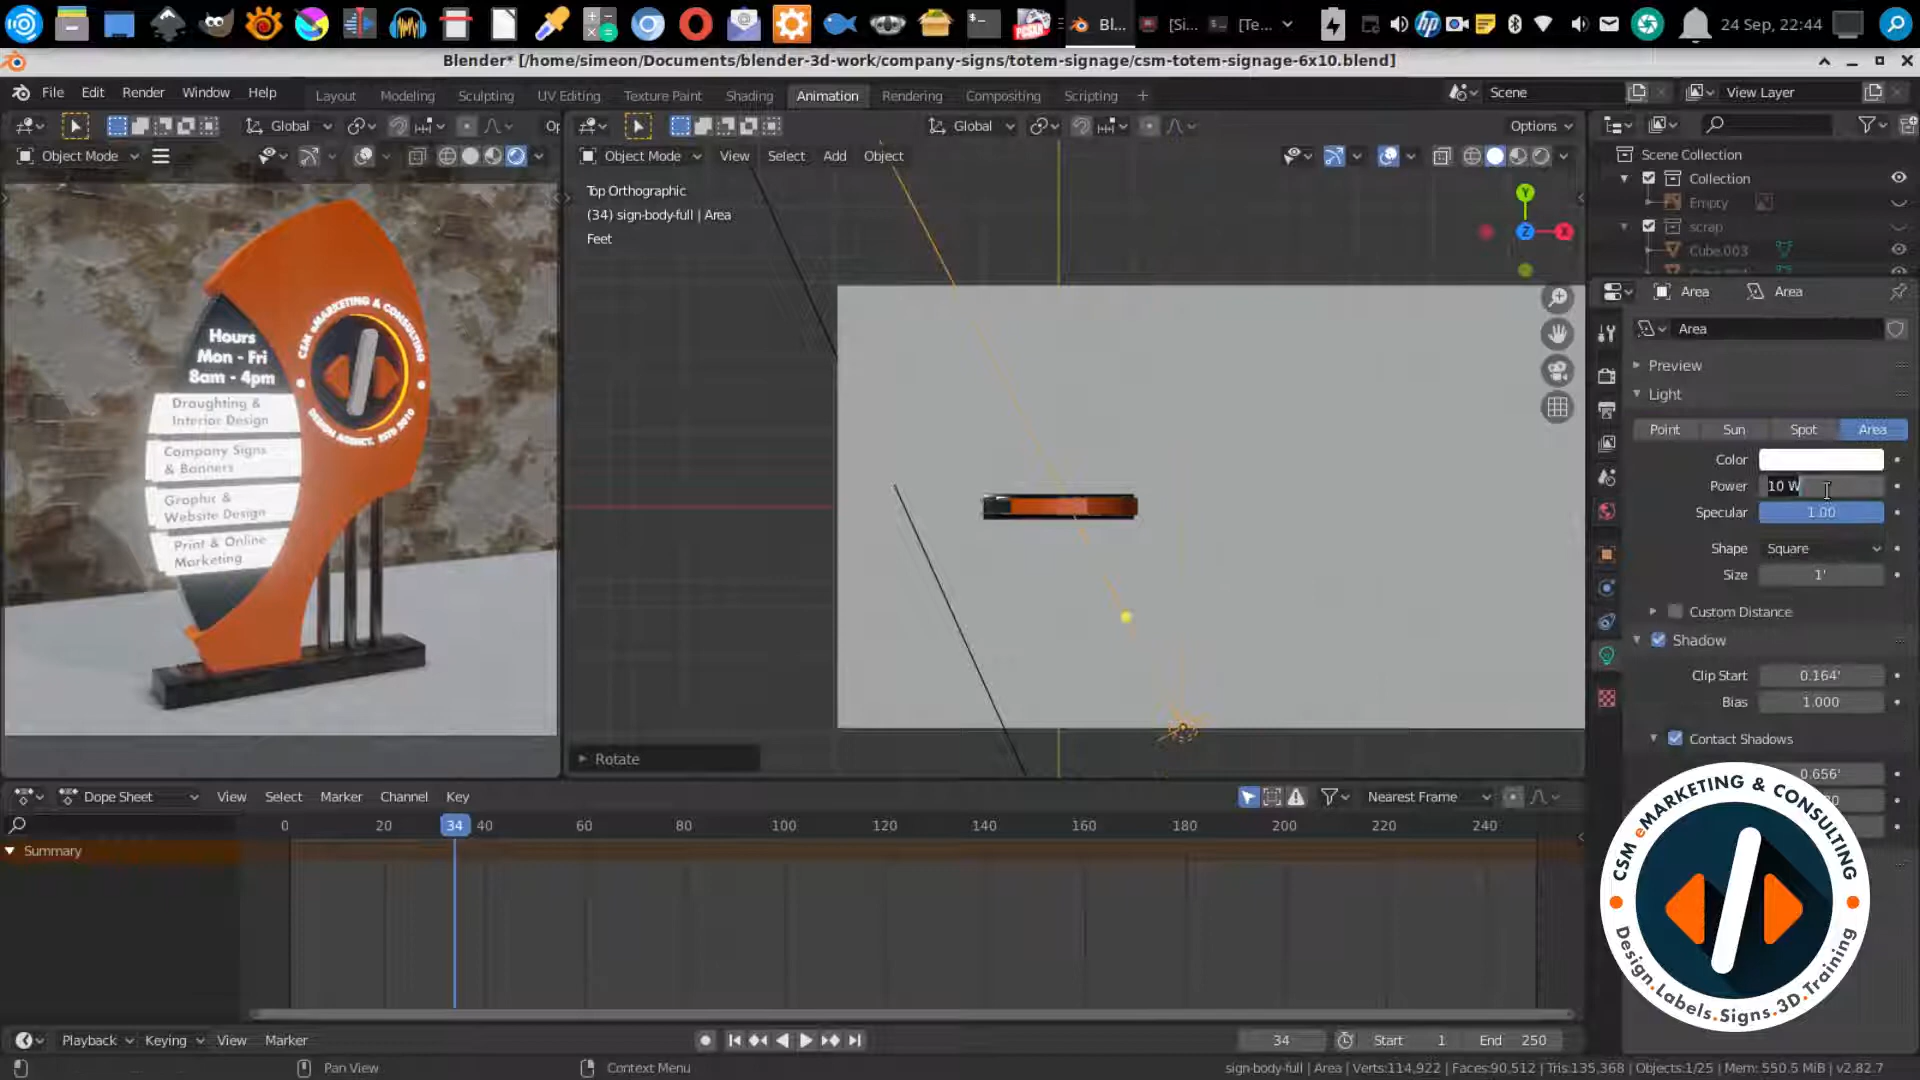 Bl...
[Si...
[Te...
24 Sep, 22:44
Blender* [/home/simeon/Documents/blender-3d-work/company-signs/totem-signage/csm-totem-signage-6x10.blend]
File Edit Render Window Help
Layout Modeling Sculpting UV Editing Texture Paint Shading Animation Rendering Compositing Scripting +
Scene
View Layer
Global
Op
Global
Options
Object Mode
Object Mode View Select Add Object
Scene Collection
Collection
Empty
scrap
Cube.003
Top Orthographic
(34) sign-body-full | Area
Feet
Y
Z
X
Area Area
Area
Preview
Light
Point Sun Spot Area
Color
Power 10 W
Specular 1.00
Shape Square
Size 1'
Custom Distance
Shadow
Clip Start 0.164'
Bias 1.000
Contact Shadows
0.656'
Hours
Mon - Fri
8am - 4pm
Draughting &
Interior Design
Company Signs
& Banners
Graphic &
Website Design
Print & Online
Marketing
CSM eMARKETING & CONSULTING
DESIGN AGENCY. ESTD 2010
Rotate
Dope Sheet View Select Marker Channel Key
Nearest Frame
0 20 34 40 60 80 100 120 140 160 180 200 220 240
Summary
CSM eMARKETING & CONSULTING
Design.Labels.Signs.3D.Training
Playback Keying View Marker
34 Start 1 End 250
Pan View
Context Menu
sign-body-full | Area | Verts:114,922 | Faces:90,512 | Tris:135,368 | Objects:1/25 | Mem: 550.5 MiB | v2.82.7